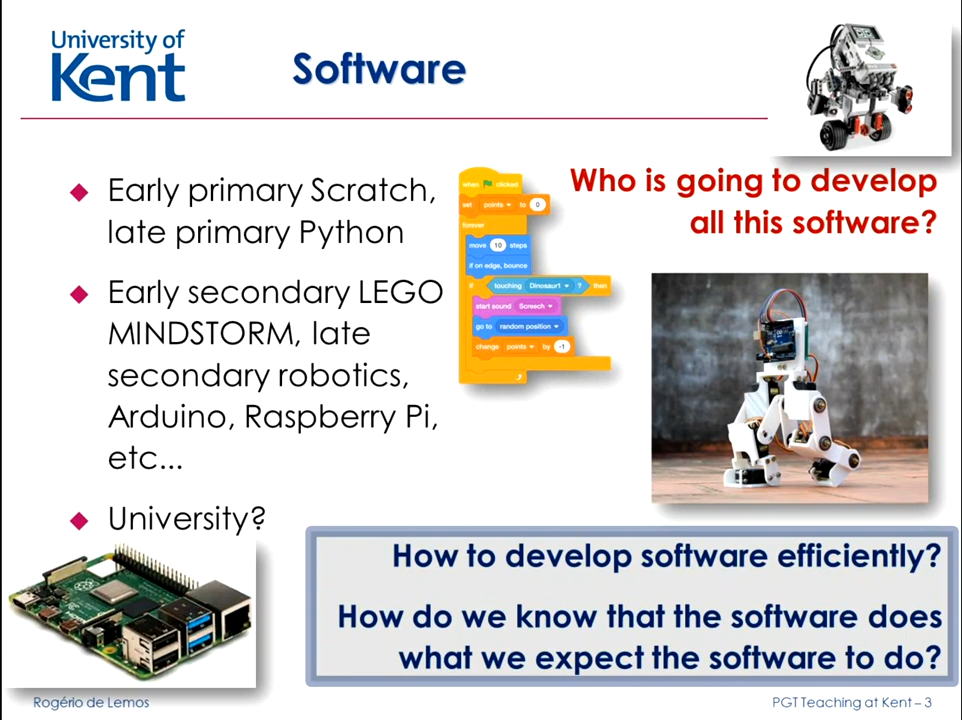 University of
Kent
Software
Early primary Scratch,
late primary Python
Early secondary LEGO
MINDSTORM, late
secondary robotics,
Arduino, Raspberry Pi,
etc...
University?
when clicked
set points to 0
forever
move 10 steps
if on edge, bounce
if touching Dinosaur1 ? then
start sound Screech
go to random position
change points by -1
Who is going to develop
all this software?
How to develop software efficiently?
How do we know that the software does
what we expect the software to do?
Rogério de Lemos
PGT Teaching at Kent – 3